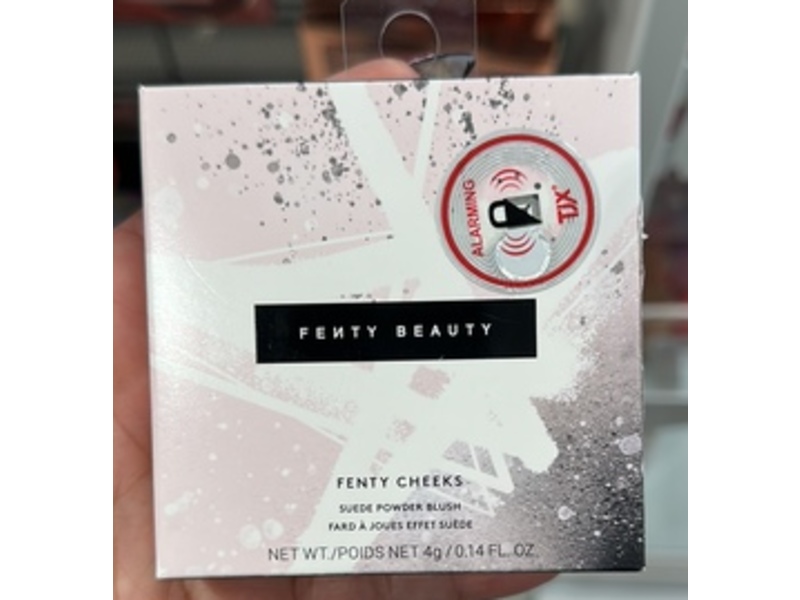 ALARMING
TJX®
FENTY BEAUTY
FENTY CHEEKS
SUEDE POWDER BLUSH
FARD À JOUES EFFET SUÈDE
NET WT./POIDS NET 4g / 0.14 FL. OZ.